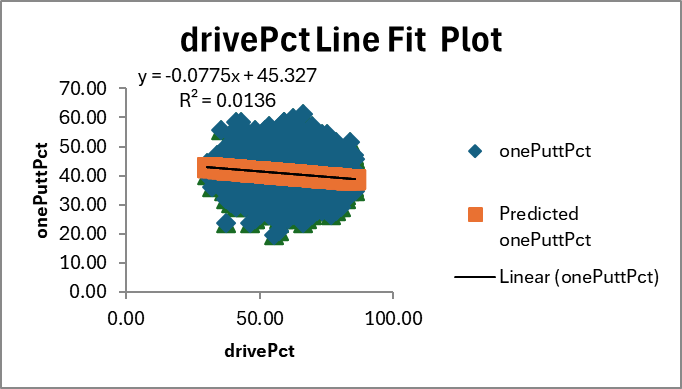 drivePct Line Fit Plot
y = -0.0775x + 45.327
R² = 0.0136
70.00
60.00
50.00
40.00
30.00
20.00
10.00
0.00
onePuttPct
0.00 50.00 100.00
drivePct
onePuttPct
Predicted
onePuttPct
Linear (onePuttPct)